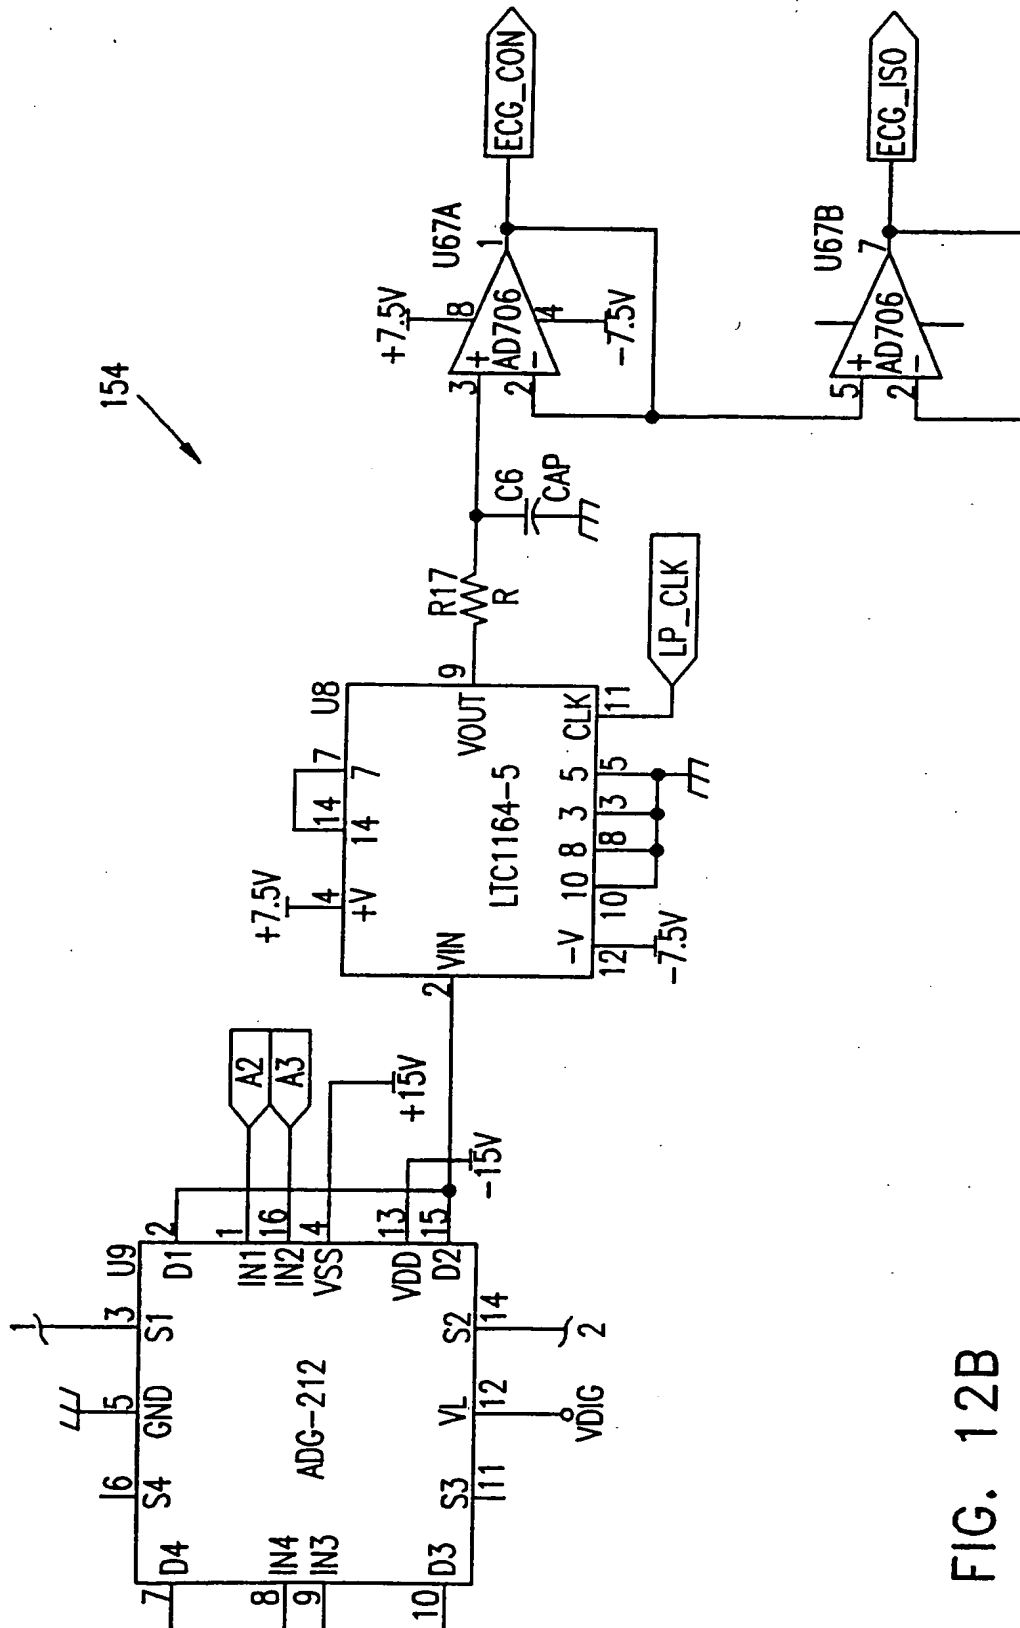 154
1
2
U9
ADG-212
7
D4
8
IN4
9
IN3
10
D3
6
S4
5
GND
3
S1
11
S3
12
VL
VDIG
14
S2
2
D1
1
IN1
16
IN2
4
VSS
13
VDD
15
D2
A2
A3
+15V
-15V
U8
LTC1164-5
2
VIN
+7.5V
4
+V
14
14
7
7
9
VOUT
-V
12
-7.5V
10
10
8
8
3
3
5
5
CLK
11
LP_CLK
R17
R
C6
CAP
U67A
AD706
3
+
2
-
+7.5V
8
4
-7.5V
1
ECG_CON
U67B
AD706
5
+
2
-
7
ECG_ISO
FIG. 12B